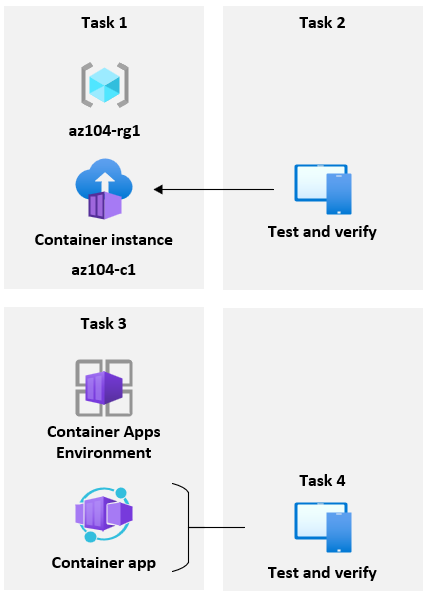 Task 1
az104-rg1
Container instance
az104-c1
Task 2
Test and verify
Task 3
Container Apps
Environment
Container app
Task 4
Test and verify